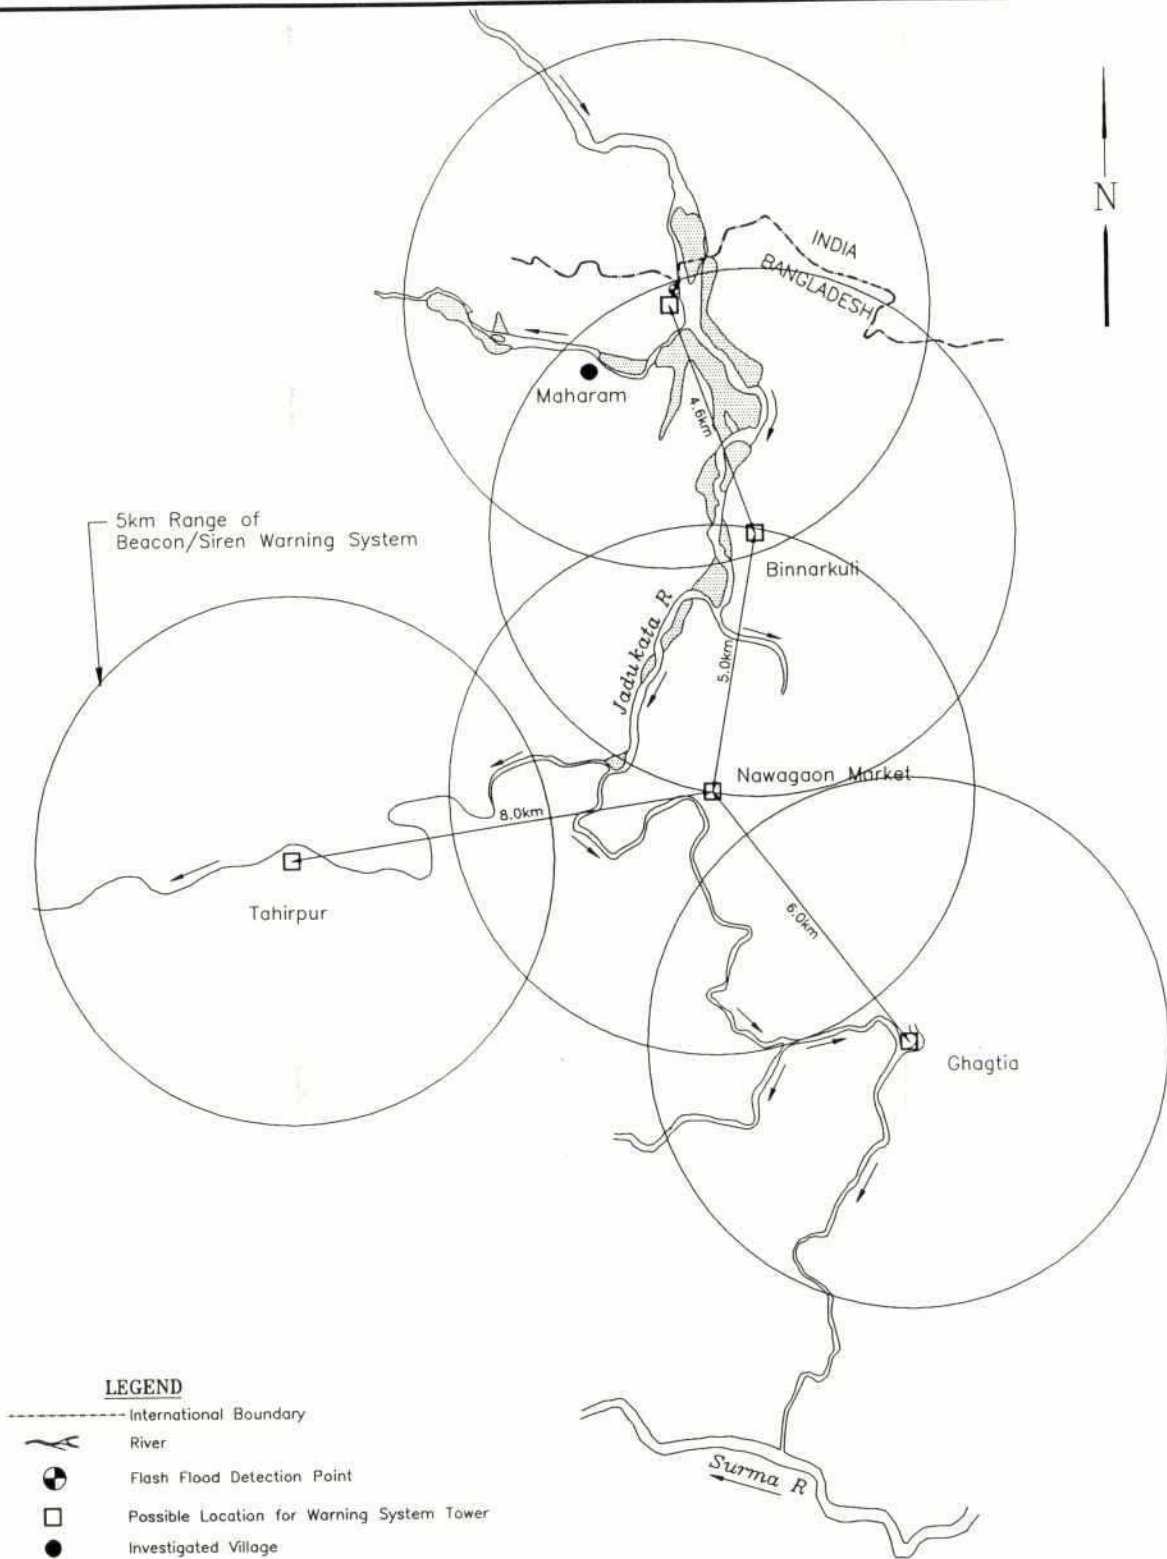 N
INDIA
BANGLADESH
Maharam
4.6km
5km Range of
Beacon/Siren Warning System
Binnarkuli
Jadukata R
5.0km
Nawagaon Market
8.0km
Tahirpur
6.0km
Ghagtia
LEGEND
International Boundary
River
Flash Flood Detection Point
Possible Location for Warning System Tower
Investigated Village
Surma R